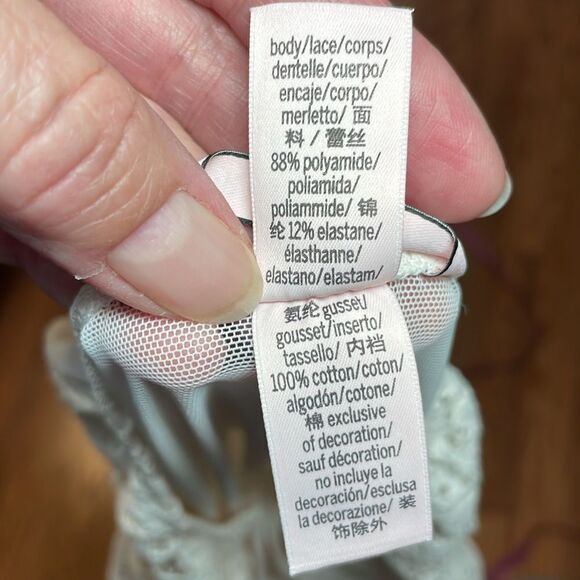 body/lace/corps/
dentelle/cuerpo/
encaje/corpo/
merletto/ 面
料 / 蕾丝
88% polyamide/
poliamida/
poliammide/ 锦
纶 12% elastane/
élasthanne/
elastano/elastam/
氨纶 gusset/
gousset/inserto/
tassello/ 内裆
100% cotton/coton/
algodón/cotone/
棉 exclusive
of decoration/
sauf décoration/
no incluye la
decoración/esclusa
la decorazione/ 装
饰除外